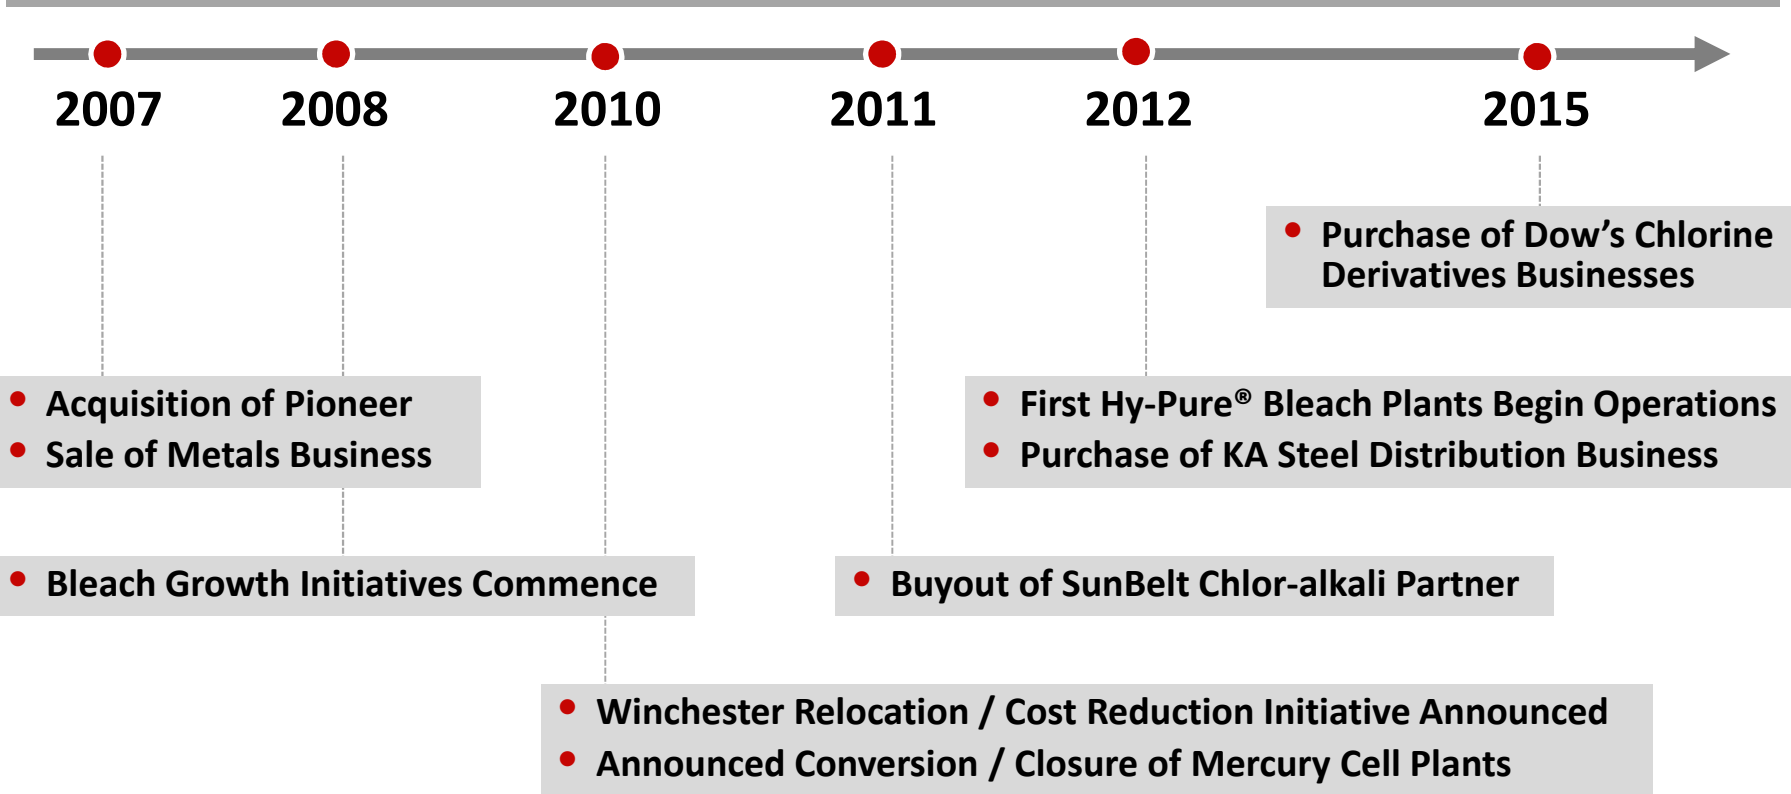 2007 2008 2010 2011 2012 2015
• Purchase of Dow’s Chlorine
Derivatives Businesses
• Acquisition of Pioneer
• Sale of Metals Business
• First Hy-Pure® Bleach Plants Begin Operations
• Purchase of KA Steel Distribution Business
• Bleach Growth Initiatives Commence
• Buyout of SunBelt Chlor-alkali Partner
• Winchester Relocation / Cost Reduction Initiative Announced
• Announced Conversion / Closure of Mercury Cell Plants